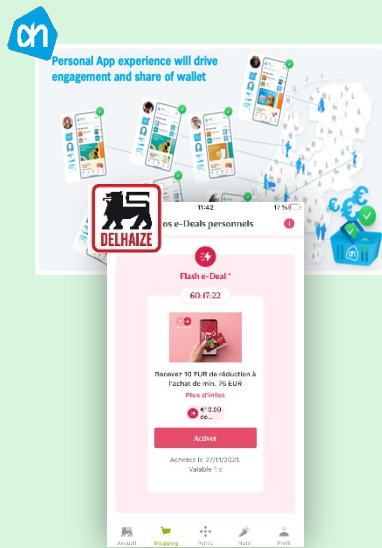 ah
Personal App experience will drive
engagement and share of wallet
DELHAIZE
11:42
17 %
os e-Deals personnels
Flash e-Deal *
60:17:22
Recevez 10 EUR de réduction à
l'achat de min. 75 EUR
Plus d'infos
de...
Activer
Achetez le 27/11/2021.
Valable 1 x
Accueil Shopping Points Profil